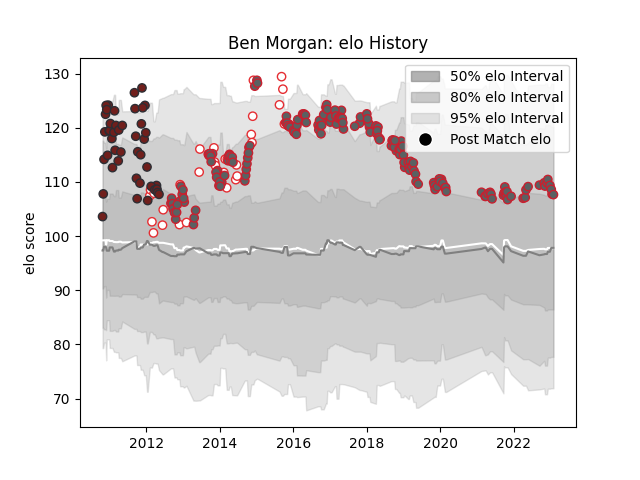 Ben Morgan: elo History
130
120
110
100
90
80
70
elo score
50% elo Interval
80% elo Interval
95% elo Interval
Post Match elo
2012
2014
2016
2018
2020
2022